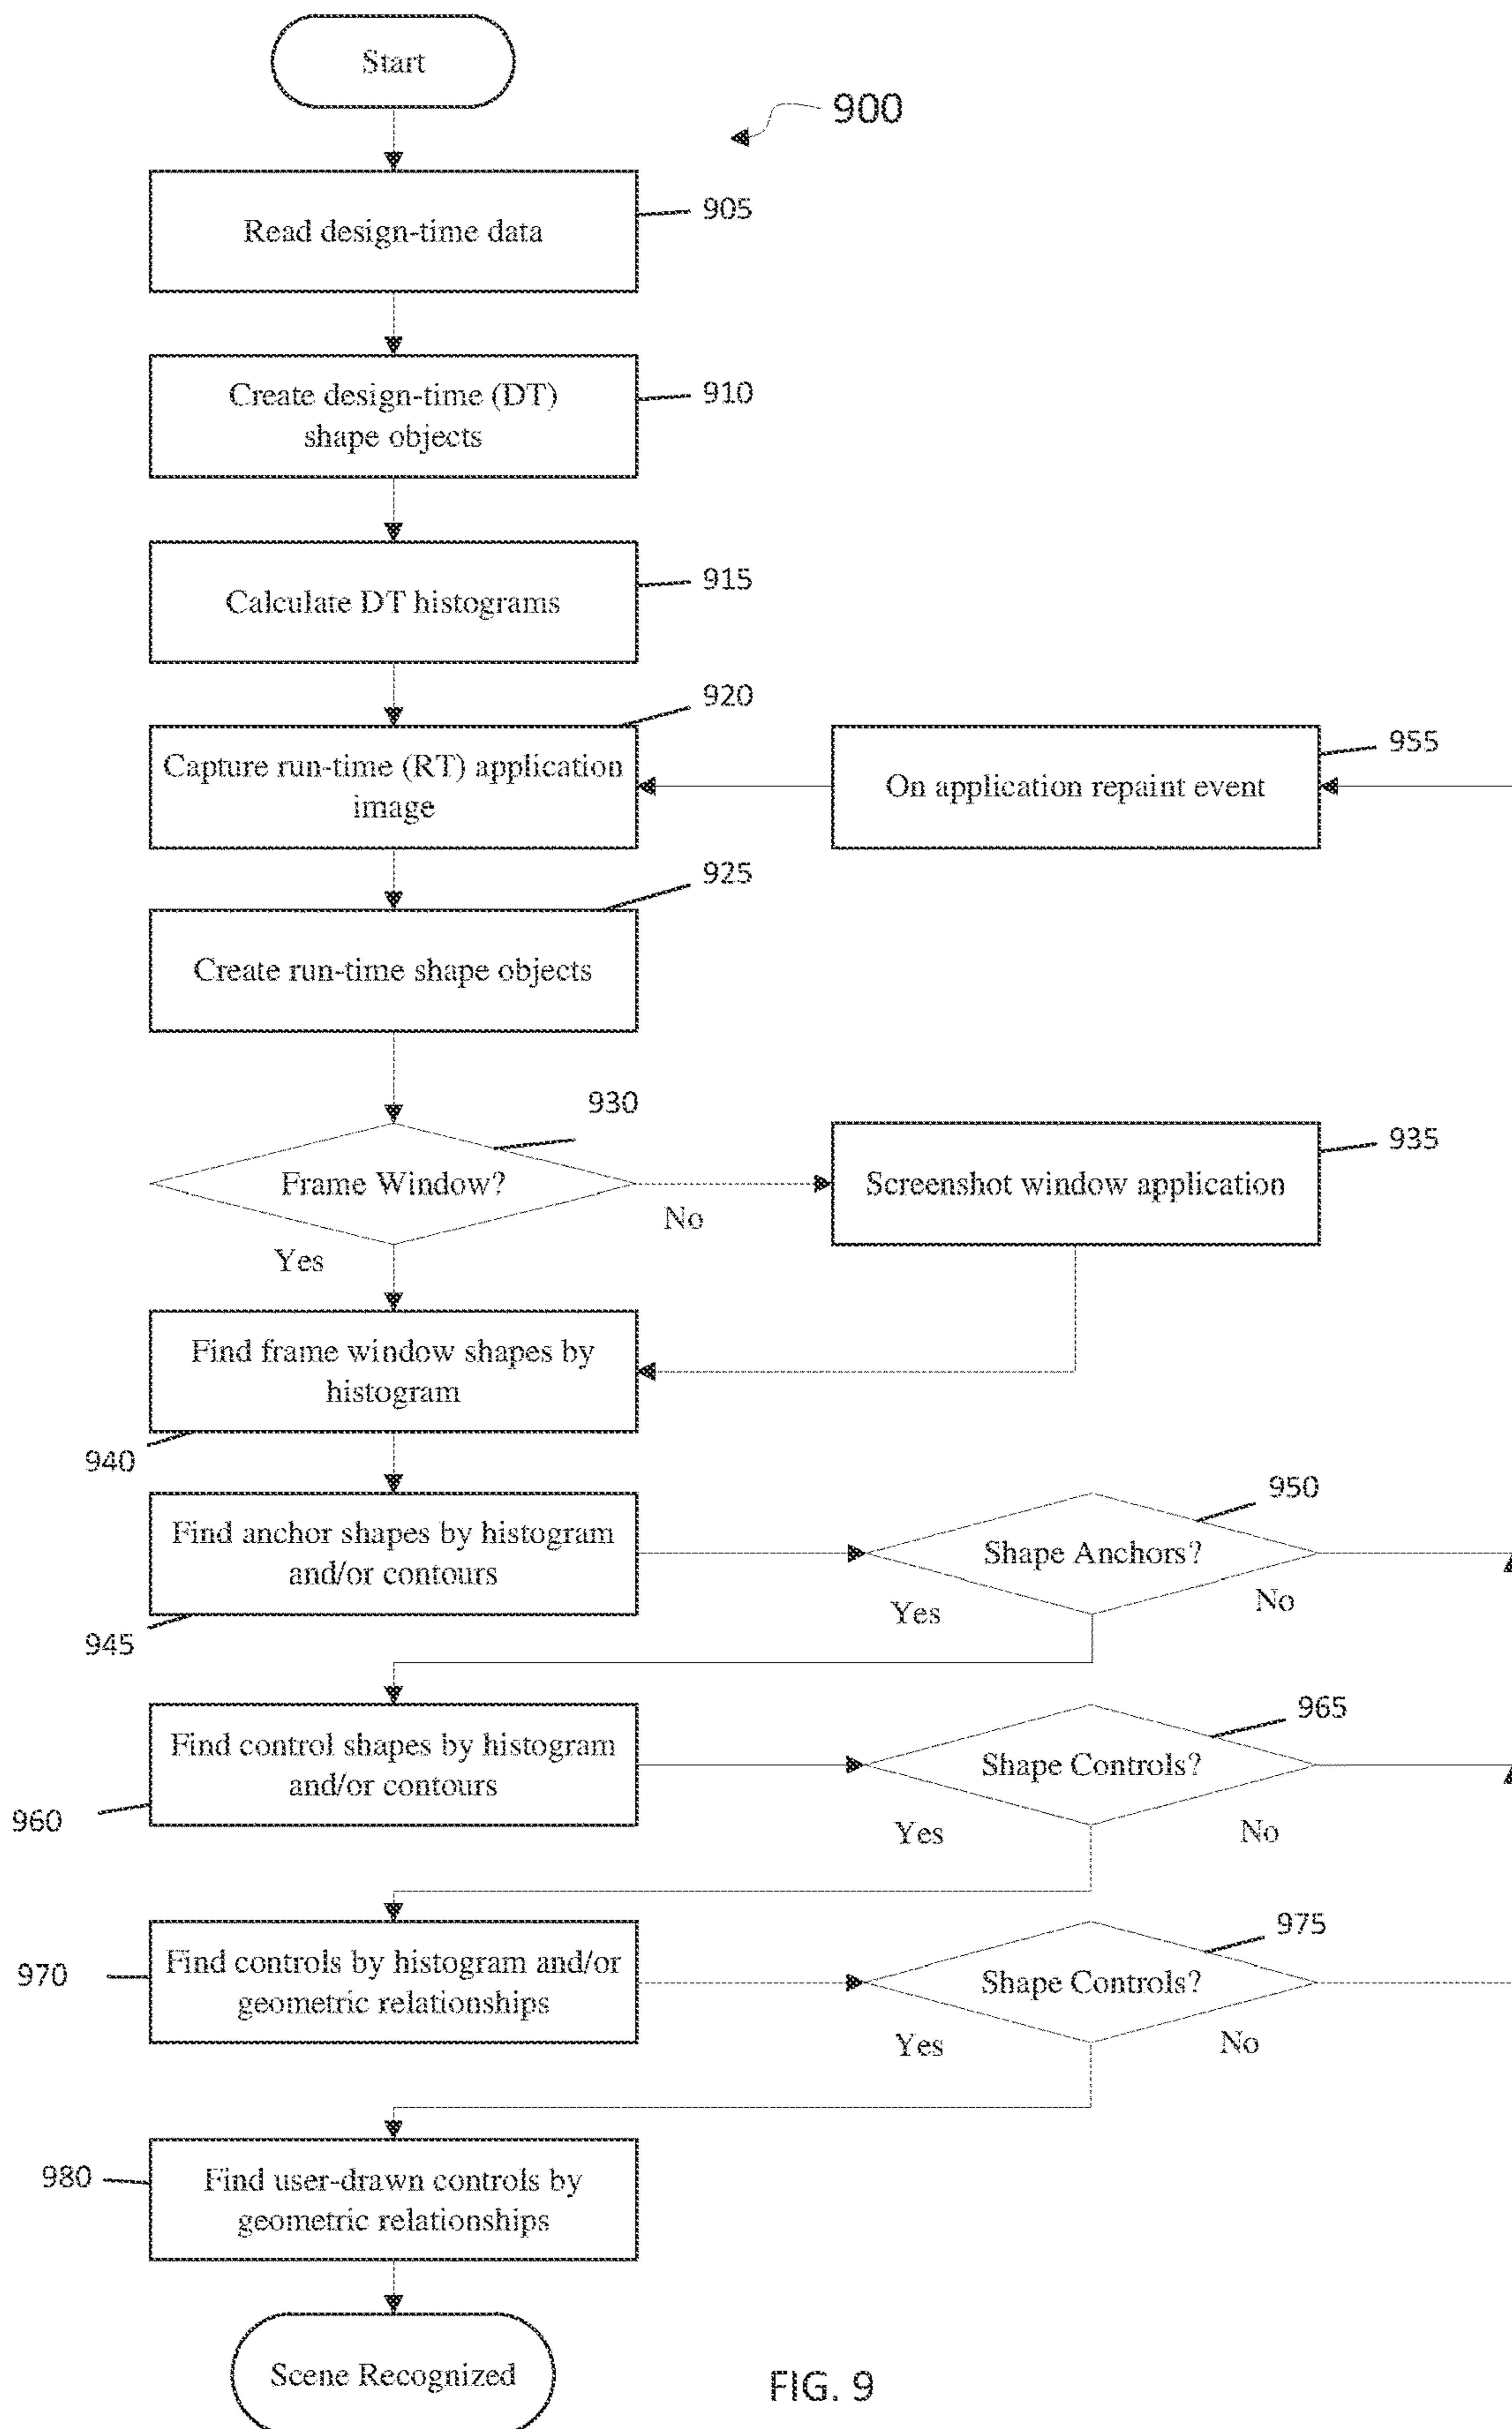 Start
900
Read design-time data
905
Create design-time (DT)
shape objects
910
Calculate DT histograms
915
920
Capture run-time (RT) application
image
On application repaint event
955
925
Create run-time shape objects
930
Frame Window?
No
Yes
Screenshot window application
935
Find frame window shapes by
histogram
940
Find anchor shapes by histogram
and/or contours
945
950
Shape Anchors?
Yes
No
Find control shapes by histogram
and/or contours
960
965
Shape Controls?
Yes
No
970
Find controls by histogram and/or
geometric relationships
975
Shape Controls?
Yes
No
980
Find user-drawn controls by
geometric relationships
Scene Recognized
FIG. 9